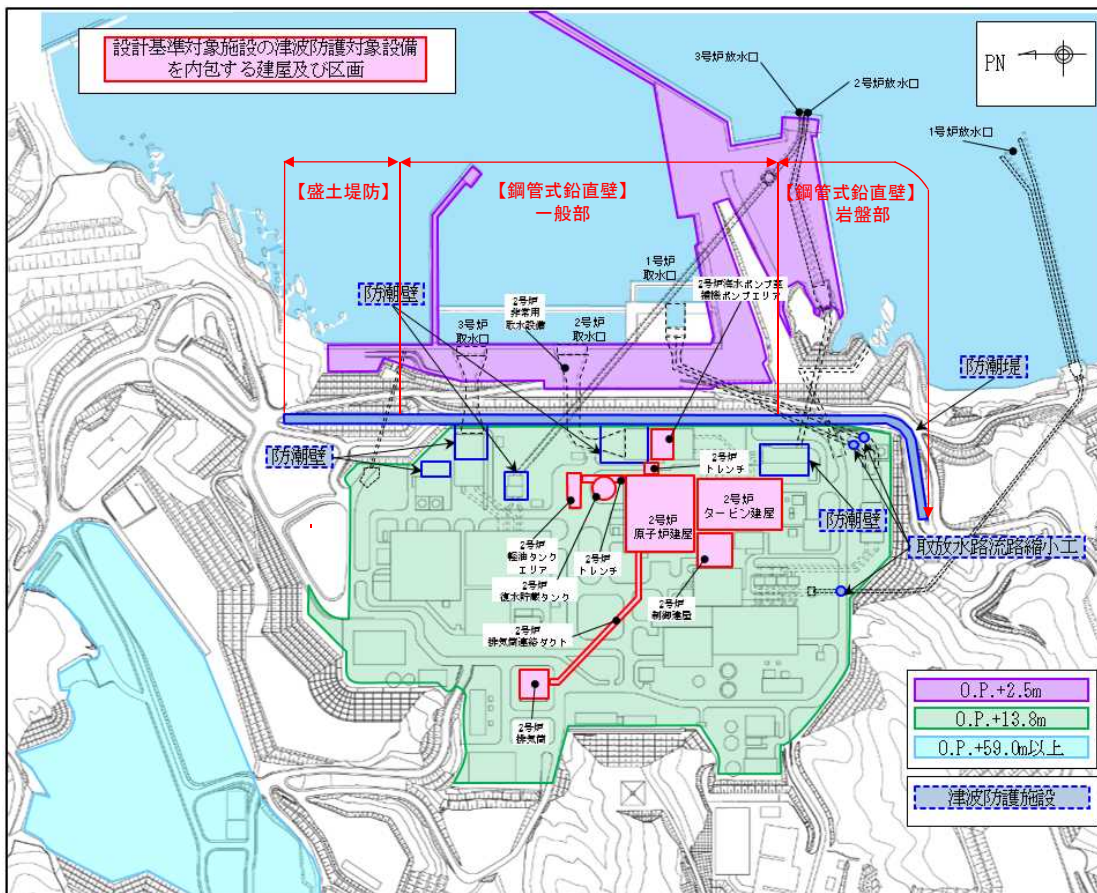 設計基準対象施設の津波防護対象設備
を内包する建屋及び区画
3号炉放水口
2号炉放水口
PN
1号炉放水口
【盛土堤防】
【鋼管式鉛直壁】
一般部
【鋼管式鉛直壁】
岩盤部
防潮壁
3号炉
取水口
2号炉
非常用
取水設備
2号炉
取水口
1号炉
取水口
2号炉海水ポンプ室
補機ポンプエリア
防潮堤
防潮壁
2号炉
トレンチ
2号炉
原子炉建屋
2号炉
タービン建屋
防潮壁
取放水路流路縮小工
2号炉
軽油タンク
エリア
2号炉
トレンチ
2号炉
復水貯蔵タンク
2号炉
制御建屋
2号炉
排気筒連絡ダクト
2号炉
排気筒
O.P.+2.5m
O.P.+13.8m
O.P.+59.0m以上
津波防護施設